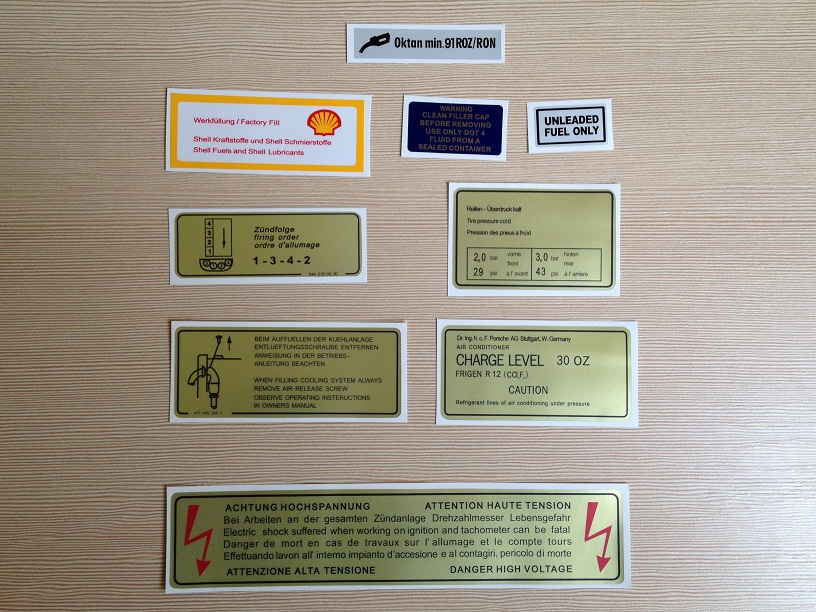 Oktan min.91ROZ/RON
Werkfüllung / Factory Fill
Shell Kraftstoffe und Shell Schmierstoffe
Shell Fuels and Shell Lubricants
WARNING
CLEAN FILLER CAP
BEFORE REMOVING
USE ONLY DOT 4
FLUID FROM A
SEALED CONTAINER
UNLEADED
FUEL ONLY
4
3
2
1
Zündfolge
firing order
ordre d'allumage
1-3-4-2
Reifen – Überdruck kalt
Tire pressure cold
Pression des pneus à froid
2,0 bar vorne 3,0 bar hinten
front rear
29 psi à l'avant 43 psi à l'arrière
BEIM AUFFUELLEN DER KUEHLANLAGE
ENTLUEFTUNGSSCHRAUBE ENTFERNEN
ANWEISUNG IN DER BETRIEBS–
ANLEITUNG BEACHTEN
WHEN FILLING COOLING SYSTEM ALWAYS
REMOVE AIR–RELEASE SCREW
OBSERVE OPERATING INSTRUCTIONS
IN OWNERS MANUAL
Dr. Ing. h. c. F. Porsche AG Stuttgart, W. Germany
AIR CONDITIONER
CHARGE LEVEL 30 OZ
FRIGEN R 12 (CCl₂F₂)
CAUTION
Refrigerant lines of air conditioning under pressure
ACHTUNG HOCHSPANNUNG ATTENTION HAUTE TENSION
Bei Arbeiten an der gesamten Zündanlage Drehzahlmesser Lebensgefahr
Electric shock suffered when working on ignition and tachometer can be fatal
Danger de mort en cas de travaux sur l'allumage et le compte tours
Effettuando lavori all' interno impianto d'accesione e al contagiri, pericolo di morte
ATTENZIONE ALTA TENSIONE DANGER HIGH VOLTAGE